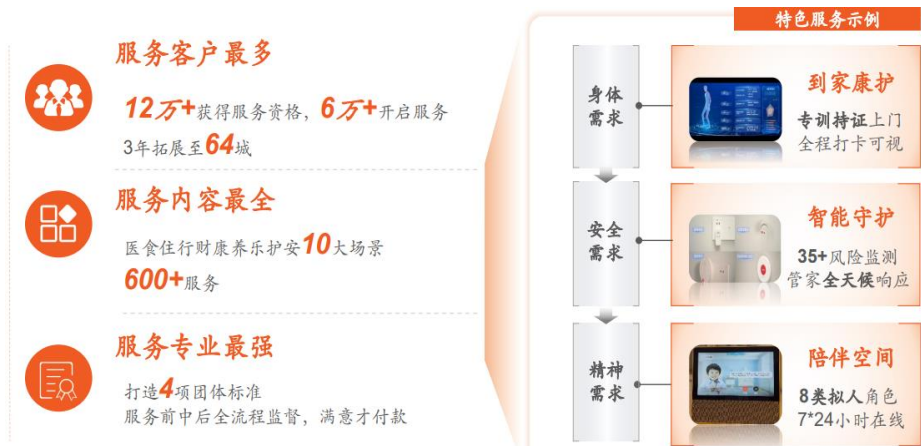 服务客户最多
12万+获得服务资格，6万+开启服务
3年拓展至64城
服务内容最全
医食住行财康养乐护安10大场景
600+服务
服务专业最强
打造4项团体标准
服务前中后全流程监督，满意才付款
特色服务示例
身体
需求
到家康护
专训持证上门
全程打卡可视
安全
需求
智能守护
35+风险监测
管家全天候响应
精神
需求
陪伴空间
8类拟人角色
7*24小时在线